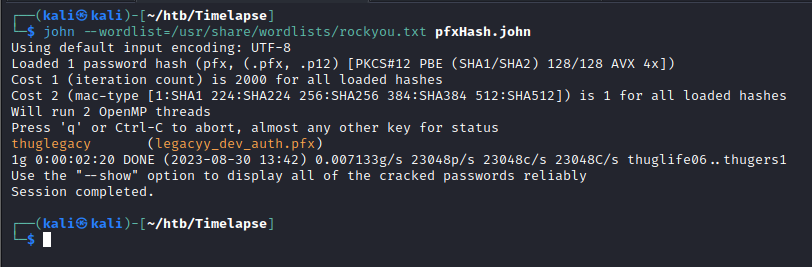 ┌──(kali㉿kali)-[~/htb/Timelapse]
└─$ john --wordlist=/usr/share/wordlists/rockyou.txt pfxHash.john
Using default input encoding: UTF-8
Loaded 1 password hash (pfx, (.pfx, .p12) [PKCS#12 PBE (SHA1/SHA2) 128/128 AVX 4x])
Cost 1 (iteration count) is 2000 for all loaded hashes
Cost 2 (mac-type [1:SHA1 224:SHA224 256:SHA256 384:SHA384 512:SHA512]) is 1 for all loaded hashes
Will run 2 OpenMP threads
Press 'q' or Ctrl-C to abort, almost any other key for status
thuglegacy       (legacyy_dev_auth.pfx)
1g 0:00:02:20 DONE (2023-08-30 13:42) 0.007133g/s 23048p/s 23048c/s 23048C/s thuglife06..thugers1
Use the "--show" option to display all of the cracked passwords reliably
Session completed.
┌──(kali㉿kali)-[~/htb/Timelapse]
└─$